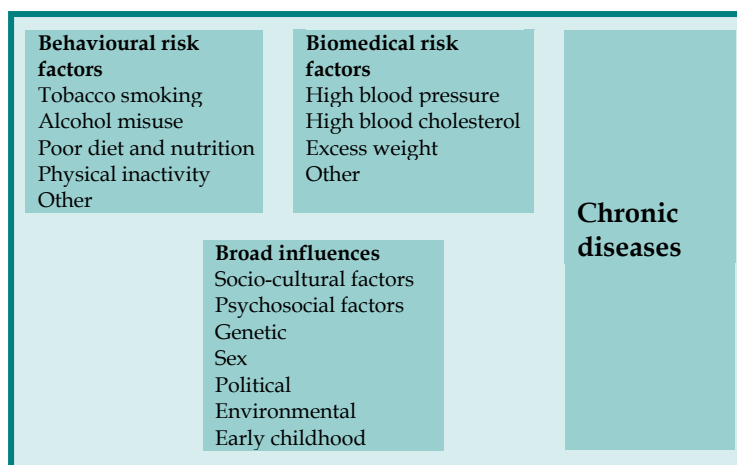 Behavioural risk
factors
Tobacco smoking
Alcohol misuse
Poor diet and nutrition
Physical inactivity
Other
Biomedical risk
factors
High blood pressure
High blood cholesterol
Excess weight
Other
Chronic
diseases
Broad influences
Socio-cultural factors
Psychosocial factors
Genetic
Sex
Political
Environmental
Early childhood